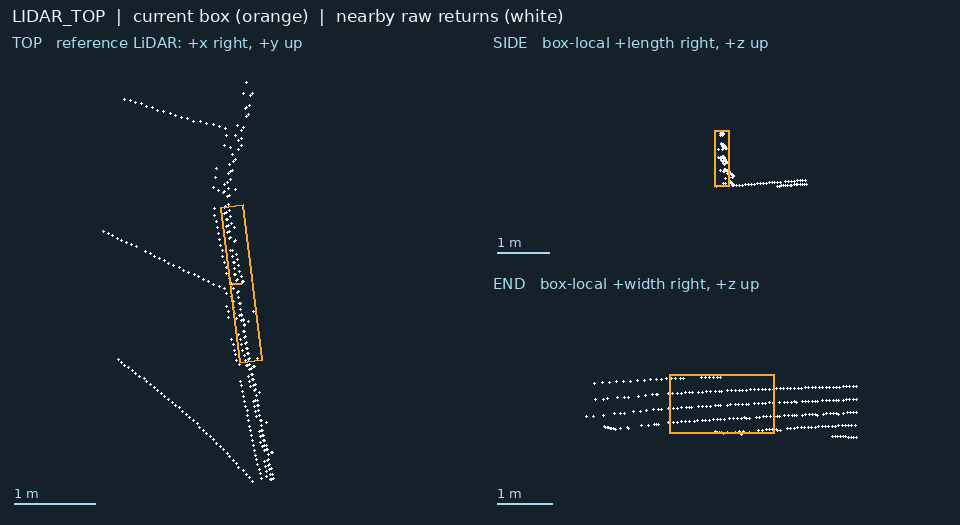 LIDAR_TOP  |  current box (orange)  |  nearby raw returns (white)
TOP   reference LiDAR: +x right, +y up
SIDE   box-local +length right, +z up
1 m
END   box-local +width right, +z up
1 m
1 m